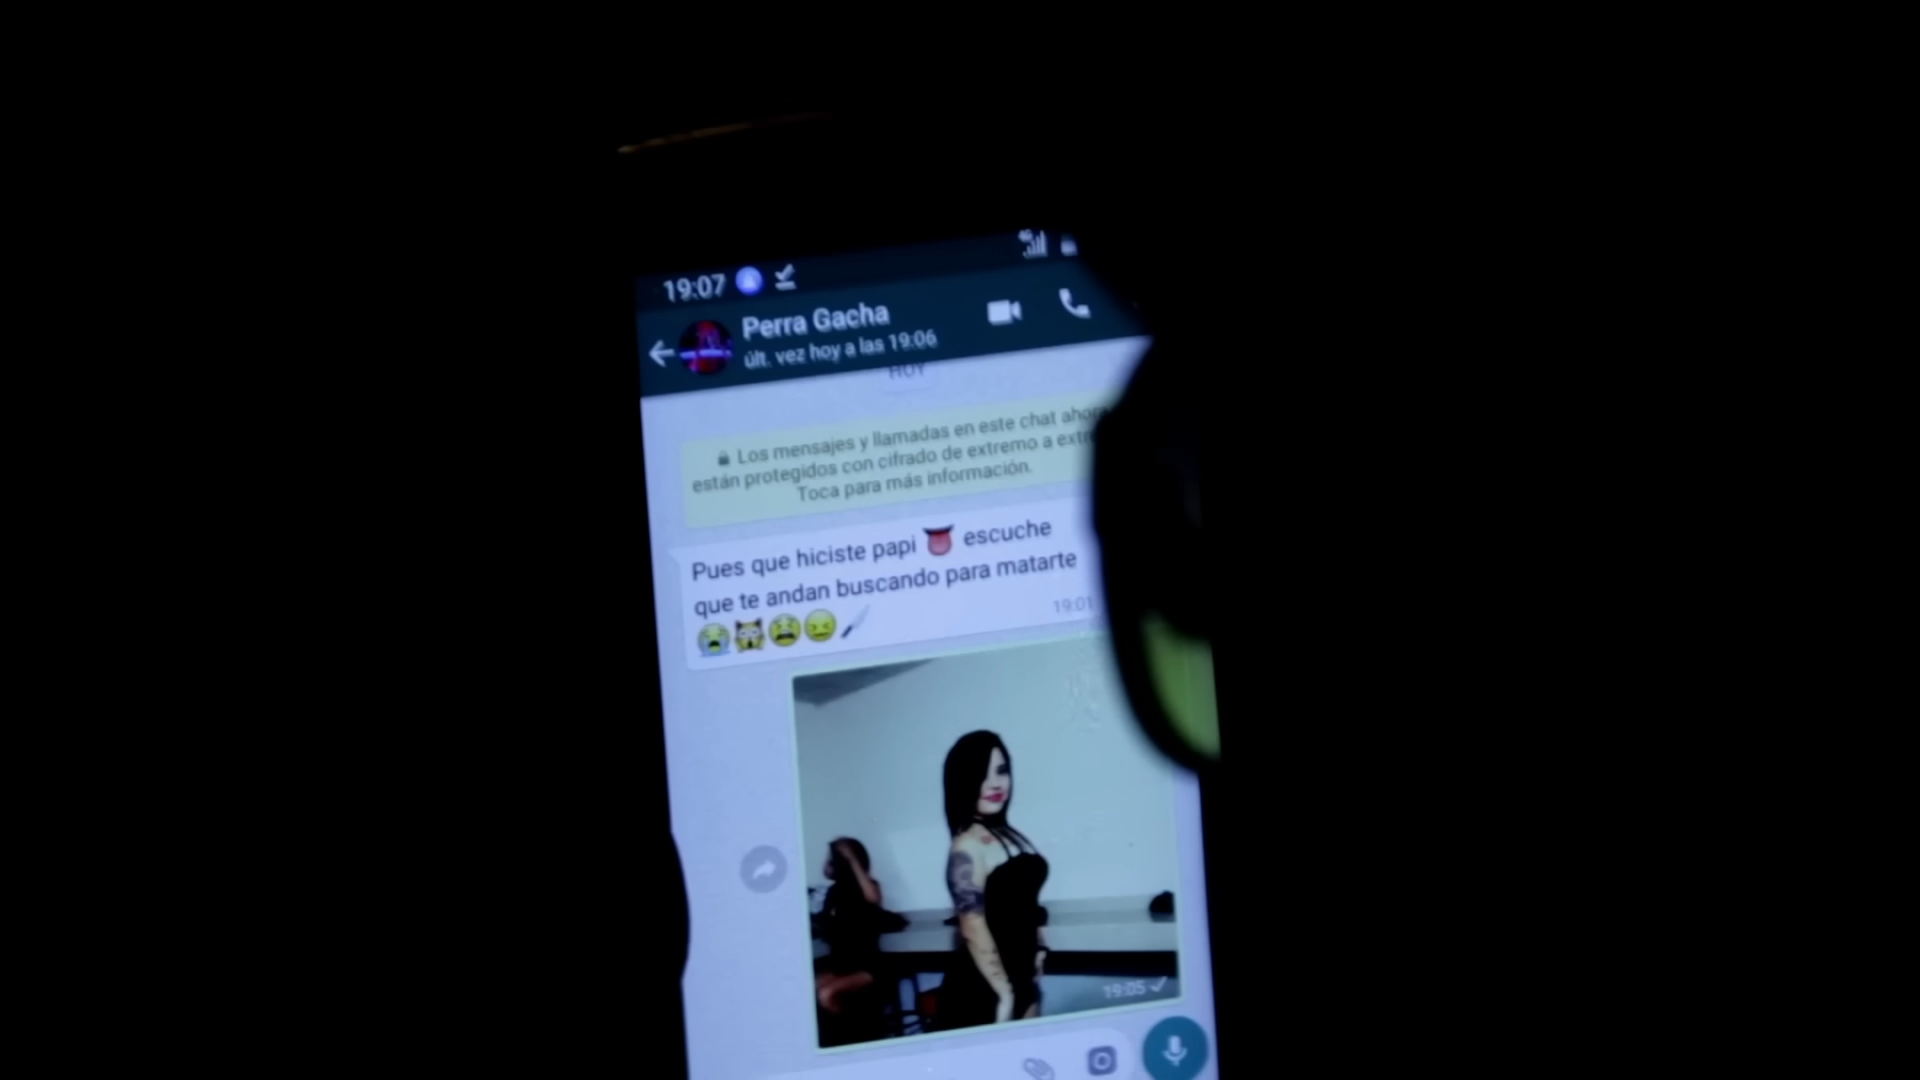 19:07
Perra Gacha
últ. vez hoy a las 19:06
HOY
Los mensajes y llamadas en este chat ahora
están protegidos con cifrado de extremo a
Toca para más información.
Pues que hiciste papi 👅 escuche
que te andan buscando para matarte
😭🙀😫😖🔪
19:01
19:05